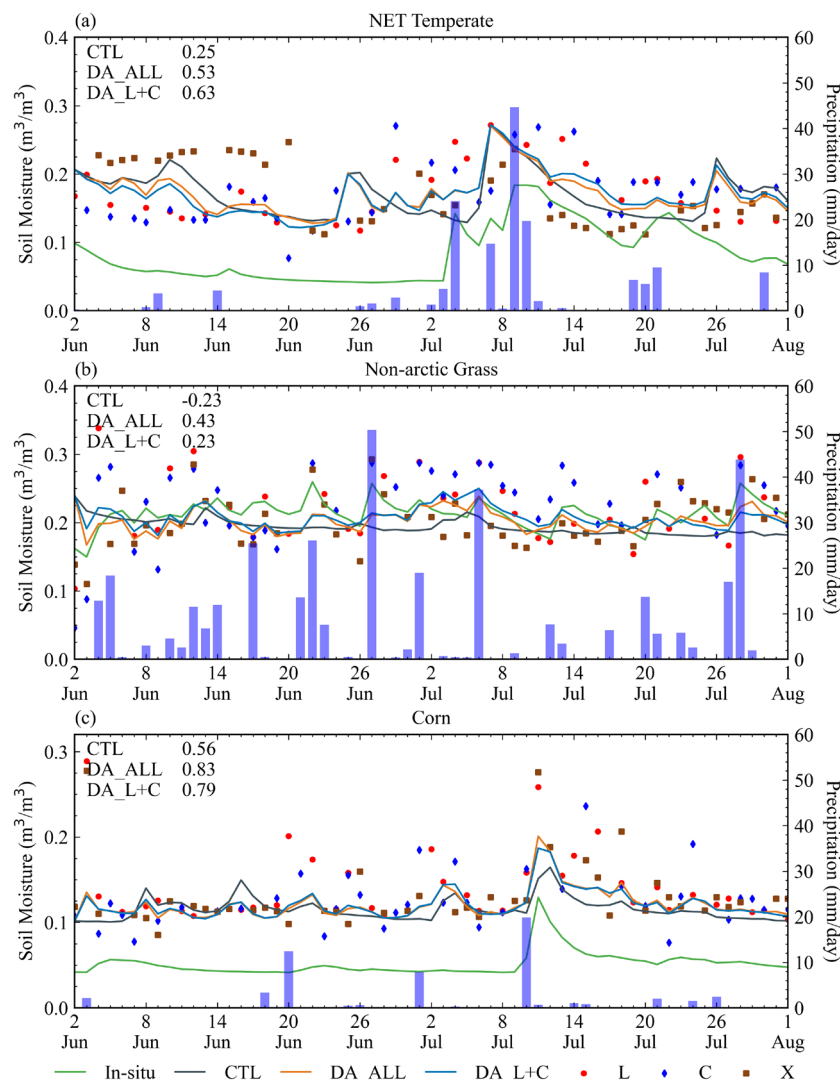 (a) NET Temperate
CTL 0.25
DA_ALL 0.53
DA_L+C 0.63
0.4
0.3
0.2
0.1
0.0
Soil Moisture (m³/m³)
60
50
40
30
20
10
0
Precipitation (mm/day)
2 8 14 20 26 2 8 14 20 26 1
Jun Jun Jun Jun Jun Jul Jul Jul Jul Jul Aug
(b) Non-arctic Grass
CTL -0.23
DA_ALL 0.43
DA_L+C 0.23
0.4
0.3
0.2
0.1
0.0
Soil Moisture (m³/m³)
60
50
40
30
20
10
0
Precipitation (mm/day)
2 8 14 20 26 2 8 14 20 26 1
Jun Jun Jun Jun Jun Jul Jul Jul Jul Jul Aug
(c) Corn
CTL 0.56
DA_ALL 0.83
DA_L+C 0.79
0.3
0.2
0.1
0.0
Soil Moisture (m³/m³)
60
50
40
30
20
10
0
Precipitation (mm/day)
2 8 14 20 26 2 8 14 20 26 1
Jun Jun Jun Jun Jun Jul Jul Jul Jul Jul Aug
In-situ CTL DA_ALL DA_L+C L C X